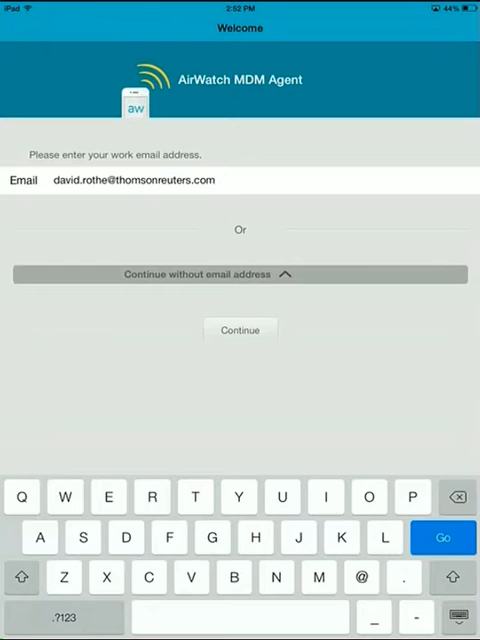 iPad 2:52 PM 44%
Welcome
AirWatch MDM Agent
aw
Please enter your work email address.
Email david.rothe@thomsonreuters.com
Or
Continue without email address
Continue
Q W E R T Y U I O P
A S D F G H J K L Go
Z X C V B N M @ .
.?123 _ -